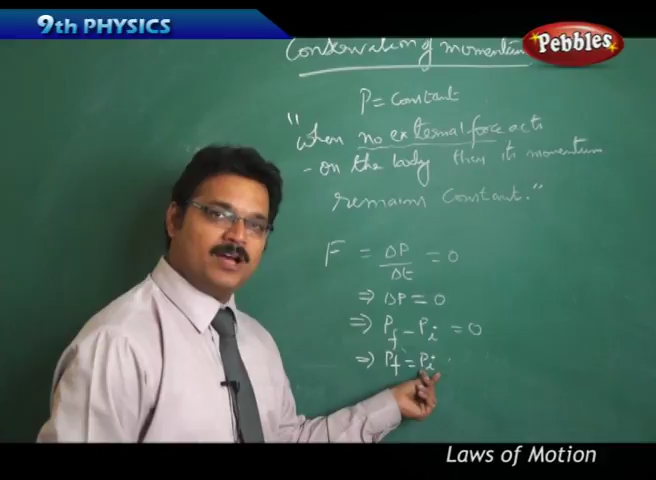 9th PHYSICS
Pebbles
Conservation of momentum
P = Constant
"when no external force acts
- on the body then its momentum
remains Constant."
F = ΔP/Δt = 0
⇒ ΔP = 0
⇒ Pf - Pi = 0
⇒ Pf = Pi
Laws of Motion